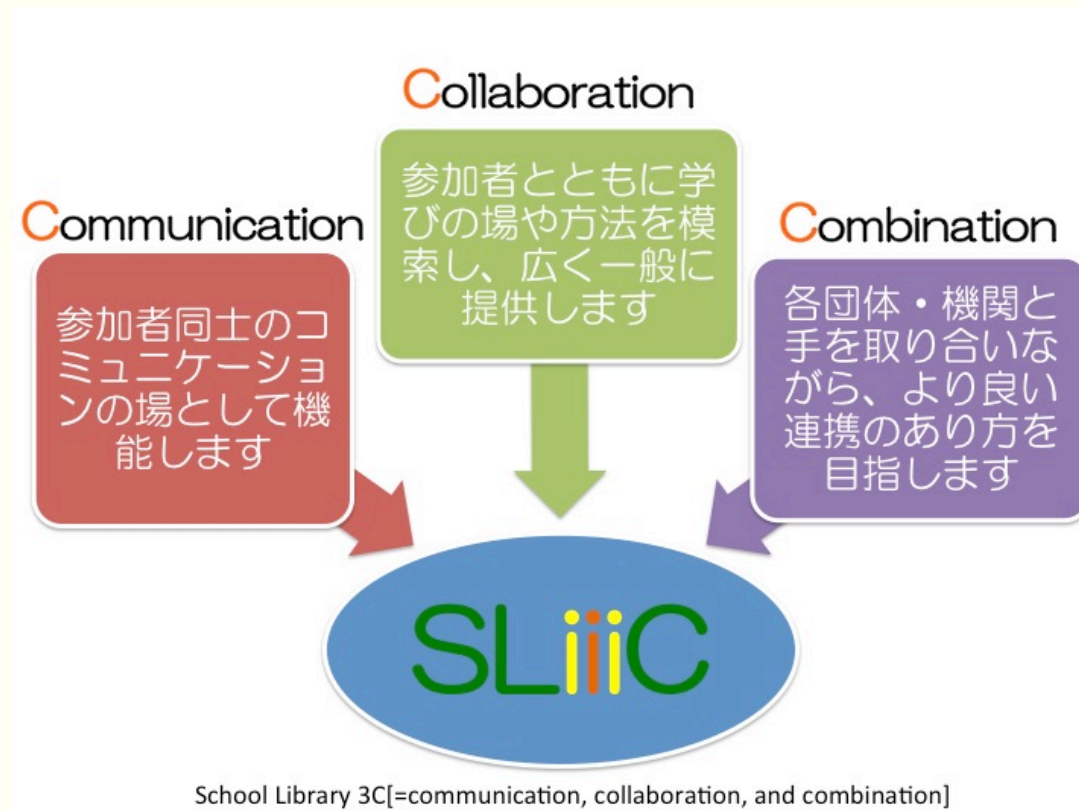 Collaboration
参加者とともに学
びの場や方法を模
索し、広く一般に
提供します
Communication
参加者同士のコ
ミュニケーショ
ンの場として機
能します
Combination
各団体・機関と
手を取り合いな
がら、より良い
連携のあり方を
目指します
SLiiiC
School Library 3C[=communication, collaboration, and combination]